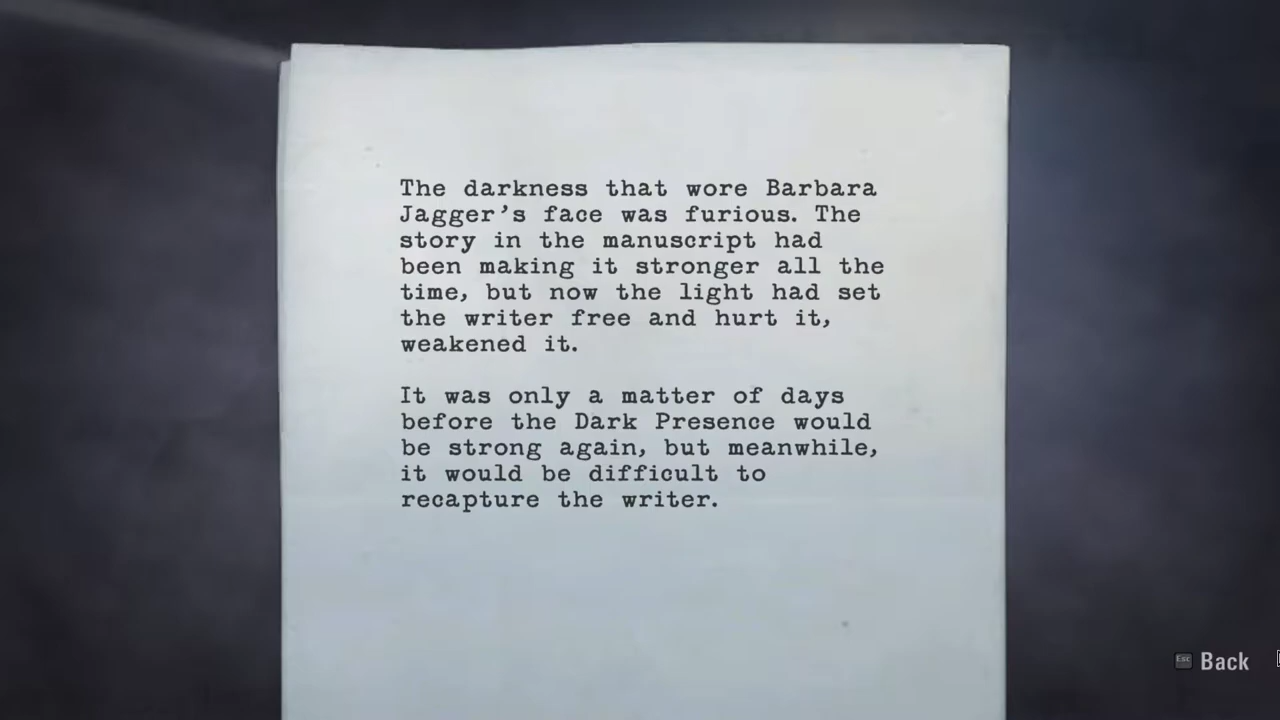 The darkness that wore Barbara
Jagger's face was furious. The
story in the manuscript had
been making it stronger all the
time, but now the light had set
the writer free and hurt it,
weakened it.
It was only a matter of days
before the Dark Presence would
be strong again, but meanwhile,
it would be difficult to
recapture the writer.
Esc Back